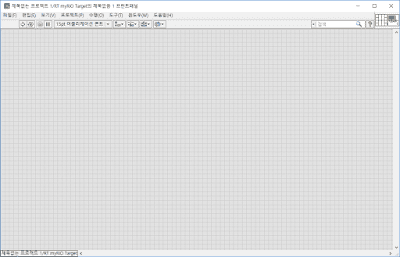 제목없는 프로젝트 1/RT myRIO Target의 제목없음 1 프런트패널
파일(F) 편집(E) 보기(V) 프로젝트(P) 수행(O) 도구(T) 윈도우(W) 도움말(H)
15pt 어플리케이션 폰트 검색 ?
제목없는 프로젝트 1/RT myRIO Target